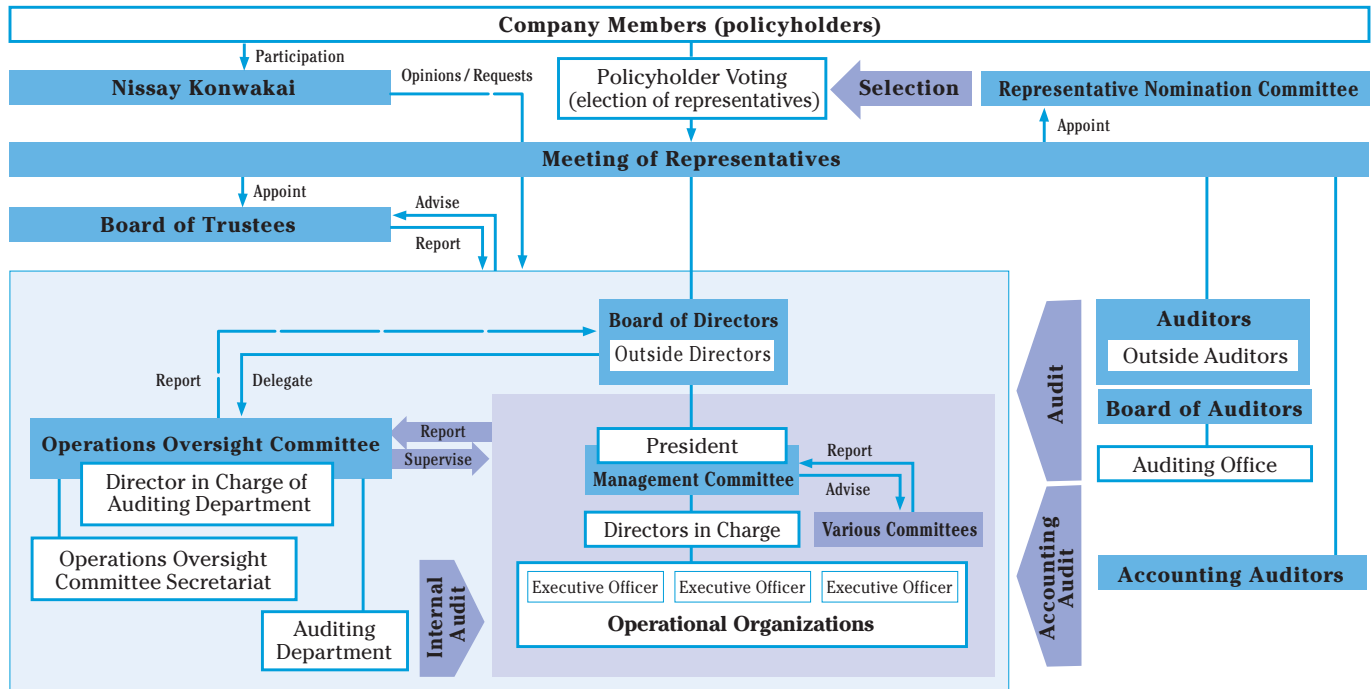 Company Members (policyholders)
Participation
Nissay Konwakai
Opinions / Requests
Policyholder Voting
(election of representatives)
Selection
Representative Nomination Committee
Appoint
Meeting of Representatives
Appoint
Board of Trustees
Advise
Report
Board of Directors
Outside Directors
Report
Delegate
Operations Oversight Committee
Report
Supervise
Director in Charge of
Auditing Department
Operations Oversight
Committee Secretariat
Auditing
Department
Internal
Audit
President
Management Committee
Report
Advise
Various Committees
Directors in Charge
Executive Officer
Executive Officer
Executive Officer
Operational Organizations
Audit
Accounting
Audit
Auditors
Outside Auditors
Board of Auditors
Auditing Office
Accounting Auditors